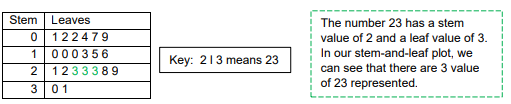 Stem Leaves
0 1 2 2 4 7 9
1 0 0 0 3 5 6
2 1 2 3 3 3 8 9
3 0 1
Key: 2 l 3 means 23
The number 23 has a stem
value of 2 and a leaf value of 3.
In our stem-and-leaf plot, we
can see that there are 3 value
of 23 represented.